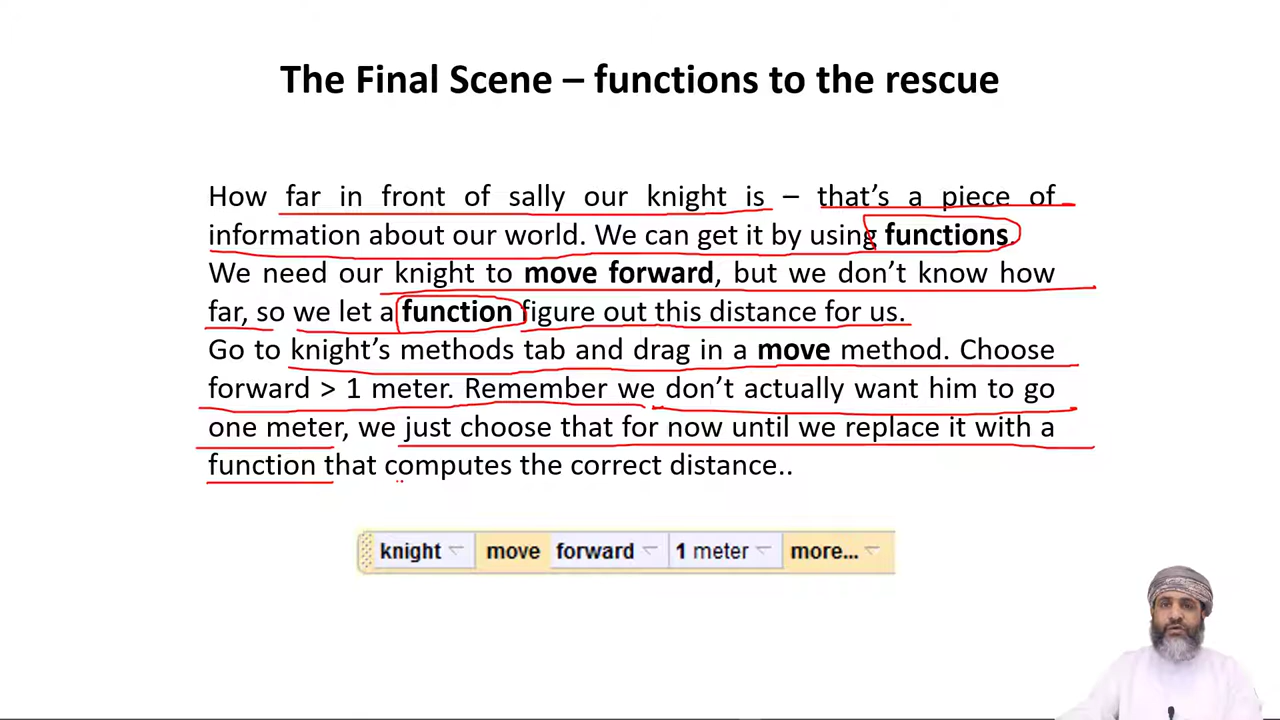 The Final Scene – functions to the rescue
How far in front of sally our knight is – that's a piece of
information about our world. We can get it by using functions.
We need our knight to move forward, but we don't know how
far, so we let a function figure out this distance for us.
Go to knight's methods tab and drag in a move method. Choose
forward > 1 meter. Remember we don't actually want him to go
one meter, we just choose that for now until we replace it with a
function that computes the correct distance..
knight move forward 1 meter more...